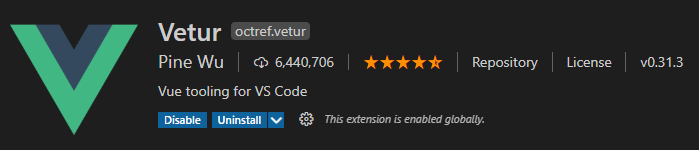 Vetur octref.vetur
Pine Wu 6,440,706 Repository License v0.31.3
Vue tooling for VS Code
Disable Uninstall This extension is enabled globally.